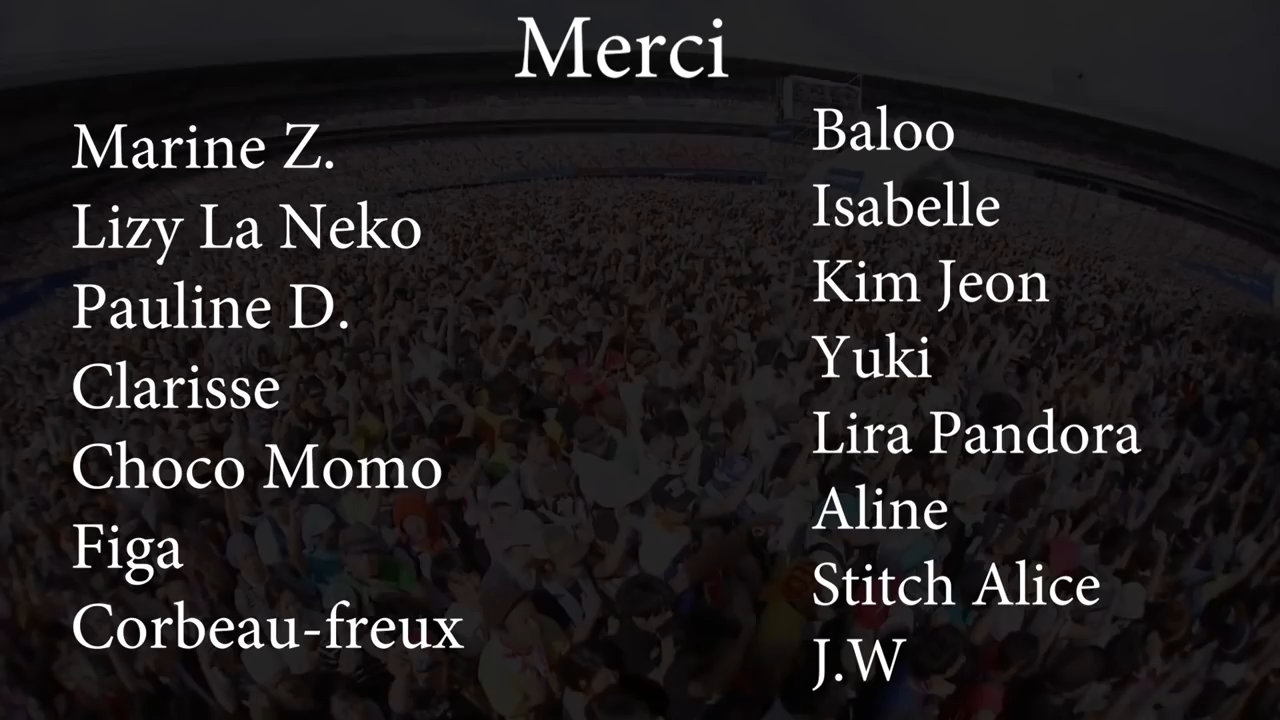 Merci
Marine Z.
Lizy La Neko
Pauline D.
Clarisse
Choco Momo
Figa
Corbeau-freux
Baloo
Isabelle
Kim Jeon
Yuki
Lira Pandora
Aline
Stitch Alice
J.W